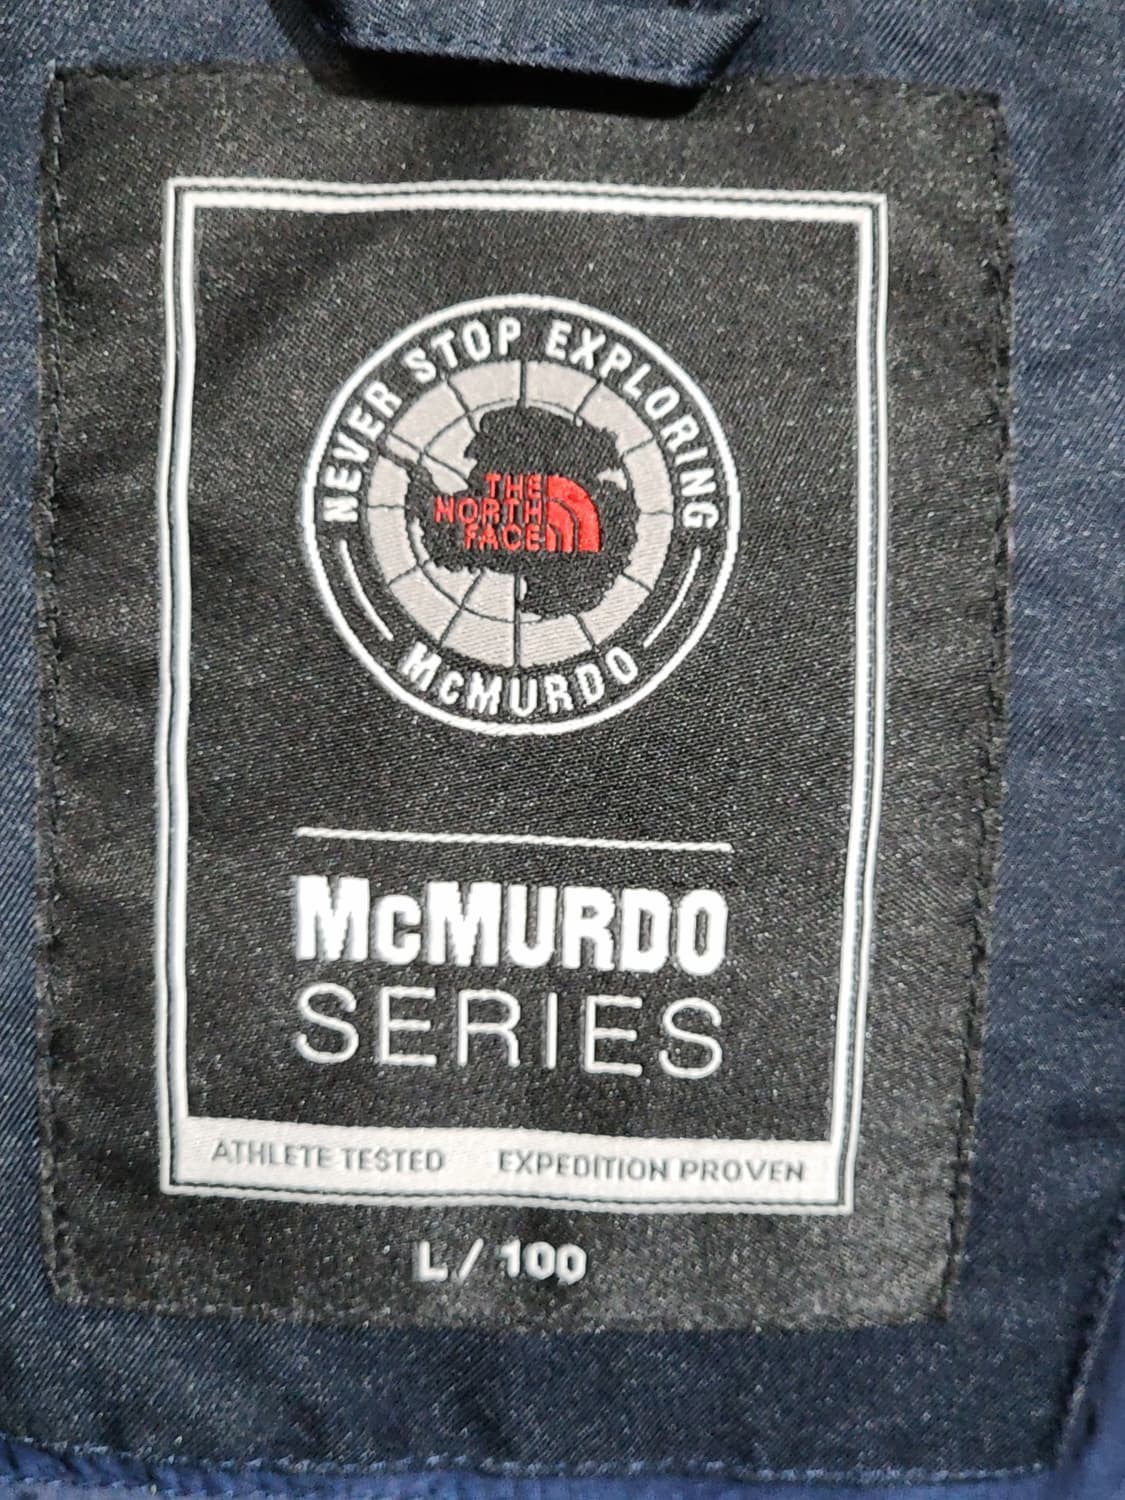 NEVER STOP EXPLORING
THE
NORTH
FACE
McMURDO
McMURDO
SERIES
ATHLETE TESTED EXPEDITION PROVEN
L / 100